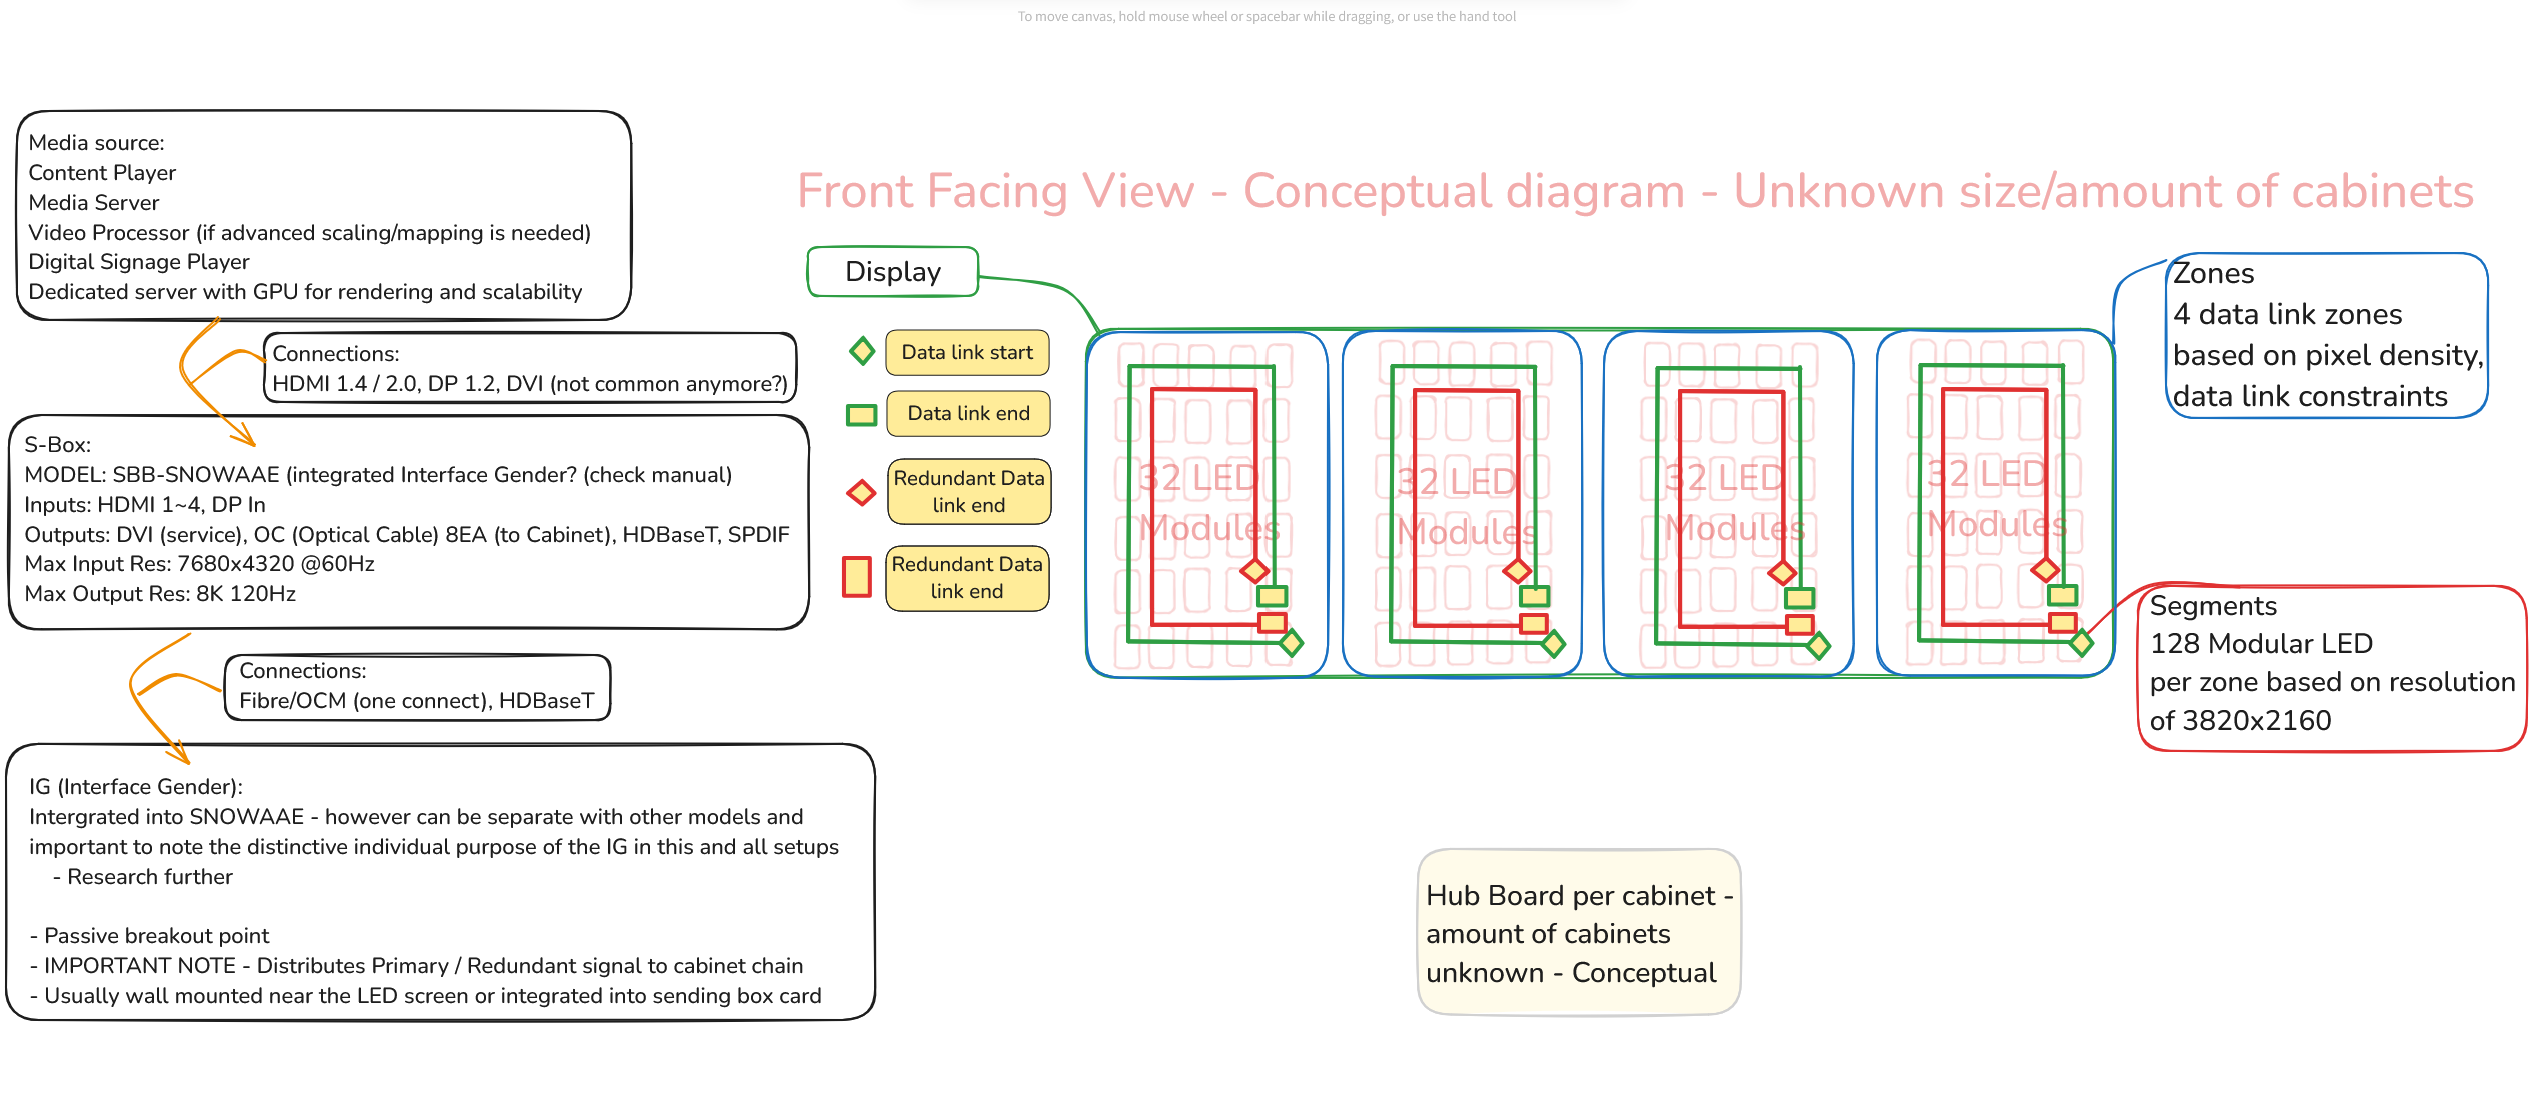 To move canvas, hold mouse wheel or spacebar while dragging, or use the hand tool
Media source:
Content Player
Media Server
Video Processor (if advanced scaling/mapping is needed)
Digital Signage Player
Dedicated server with GPU for rendering and scalability
Connections:
HDMI 1.4 / 2.0, DP 1.2, DVI (not common anymore?)
S-Box:
MODEL: SBB-SNOWAAE (integrated Interface Gender? (check manual)
Inputs: HDMI 1~4, DP In
Outputs: DVI (service), OC (Optical Cable) 8EA (to Cabinet), HDBaseT, SPDIF
Max Input Res: 7680x4320 @60Hz
Max Output Res: 8K 120Hz
Connections:
Fibre/OCM (one connect), HDBaseT
IG (Interface Gender):
Intergrated into SNOWAAE - however can be separate with other models and
important to note the distinctive individual purpose of the IG in this and all setups
- Research further
- Passive breakout point
- IMPORTANT NOTE - Distributes Primary / Redundant signal to cabinet chain
- Usually wall mounted near the LED screen or integrated into sending box card
Front Facing View - Conceptual diagram - Unknown size/amount of cabinets
Display
Data link start
Data link end
Redundant Data
link end
Redundant Data
link end
32 LED
Modules
32 LED
Modules
32 LED
Modules
32 LED
Modules
Zones
4 data link zones
based on pixel density,
data link constraints
Segments
128 Modular LED
per zone based on resolution
of 3820x2160
Hub Board per cabinet -
amount of cabinets
unknown - Conceptual